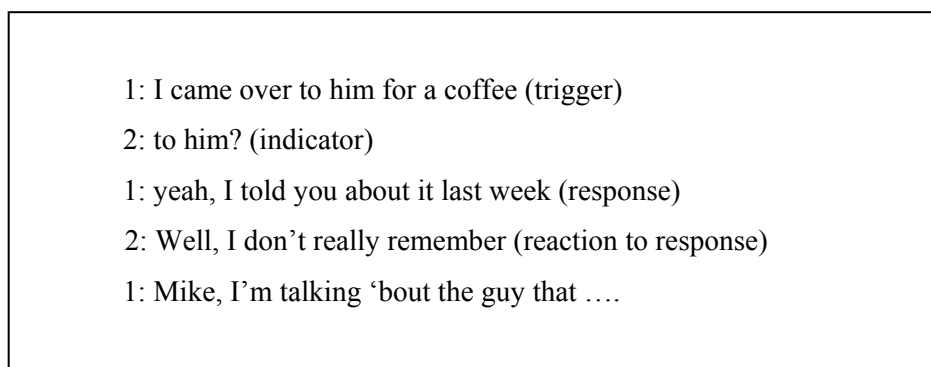 1: I came over to him for a coffee (trigger)
2: to him? (indicator)
1: yeah, I told you about it last week (response)
2: Well, I don’t really remember (reaction to response)
1: Mike, I’m talking ‘bout the guy that ….